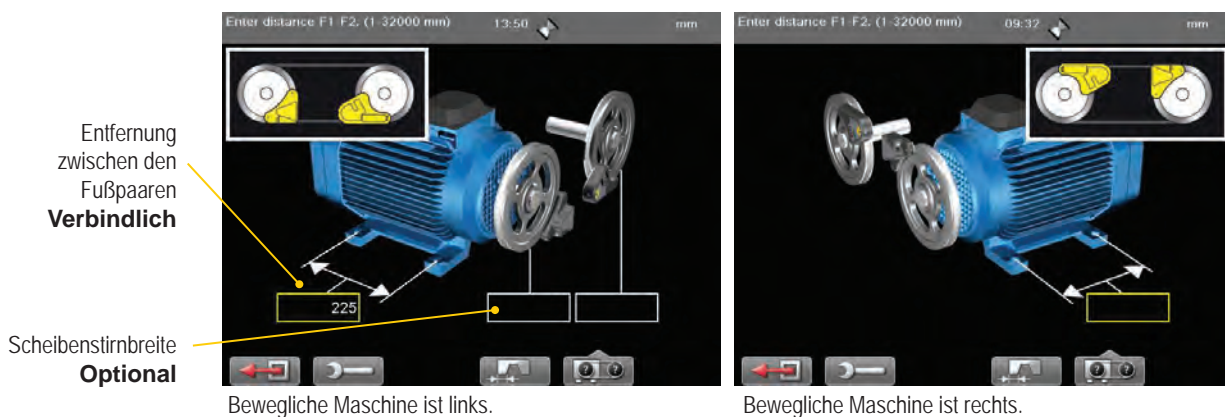 Enter distance F1-F2. (1-32000 mm) 13:50 mm
Entfernung
zwischen den
Fußpaaren
Verbindlich
225
Scheibenstirnbreite
Optional
? ?
Bewegliche Maschine ist links.
Enter distance F1-F2. (1-32000 mm) 09:32 mm
? ?
Bewegliche Maschine ist rechts.